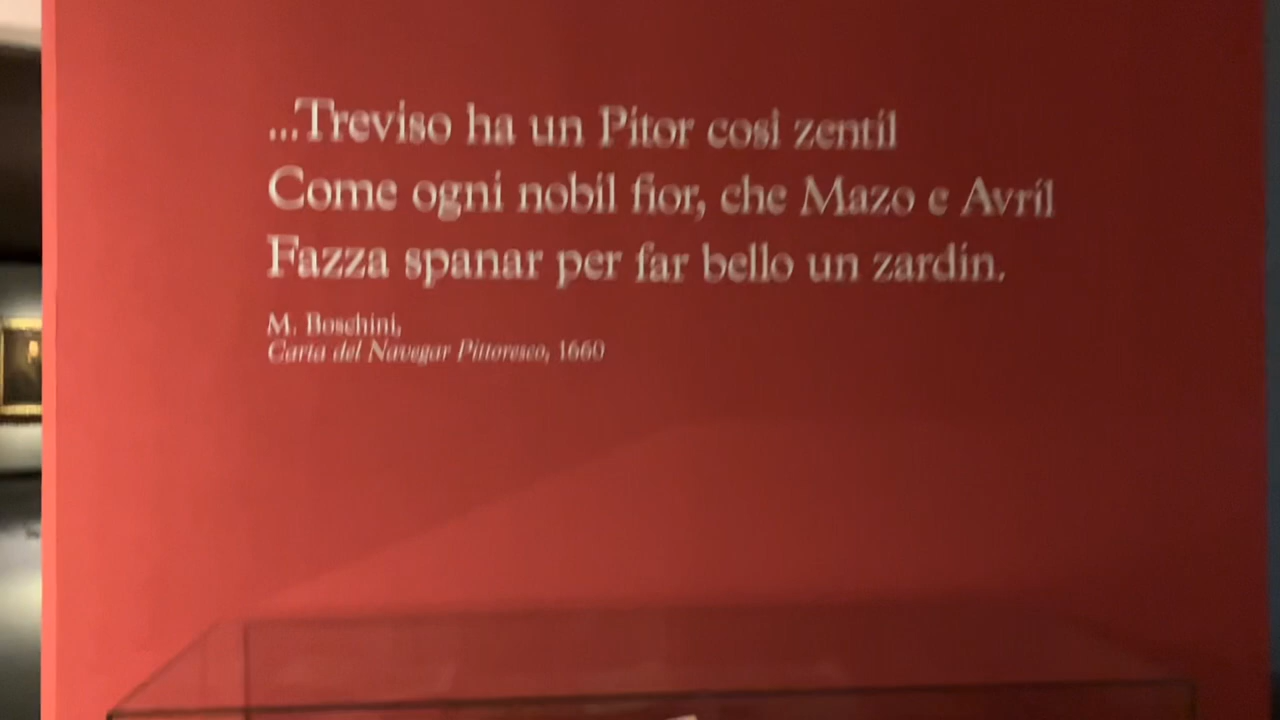 ...Treviso ha un Pitor così zentil
Come ogni nobil fior, che Mazo e Avril
Fazza spanar per far bello un zardin.
M. Boschini,
Carta del Navegar Pittoresco, 1660